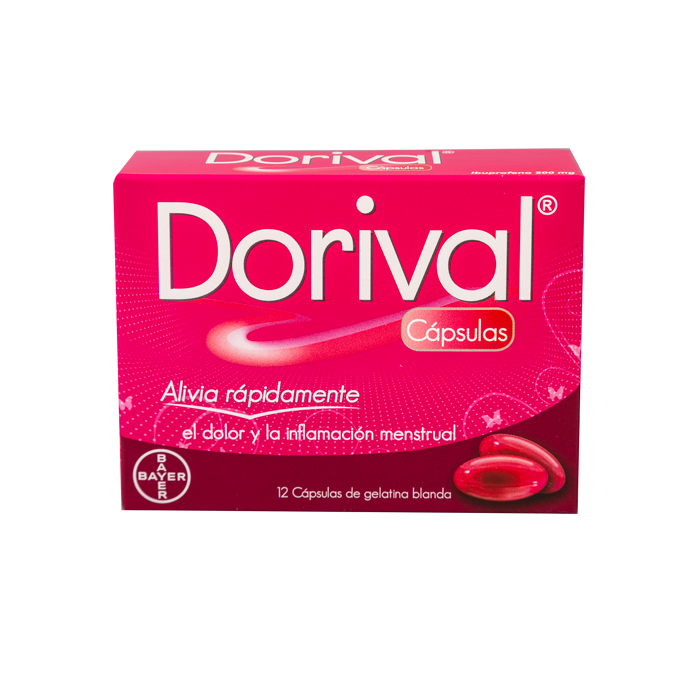 Dorival®
Cápsulas
Ibuprofeno 200 mg
Dorival®
Cápsulas
Alivia rápidamente
el dolor y la inflamación menstrual
BAYER
BAYER
12 Cápsulas de gelatina blanda